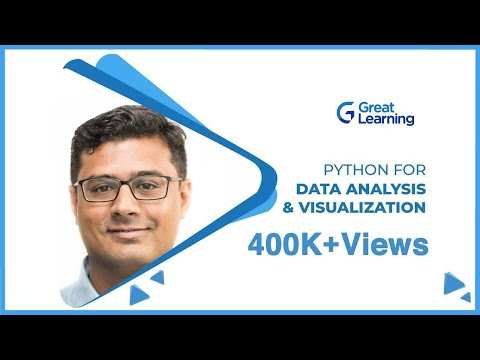 Great
Learning
PYTHON FOR
DATA ANALYSIS
& VISUALIZATION
400K+Views